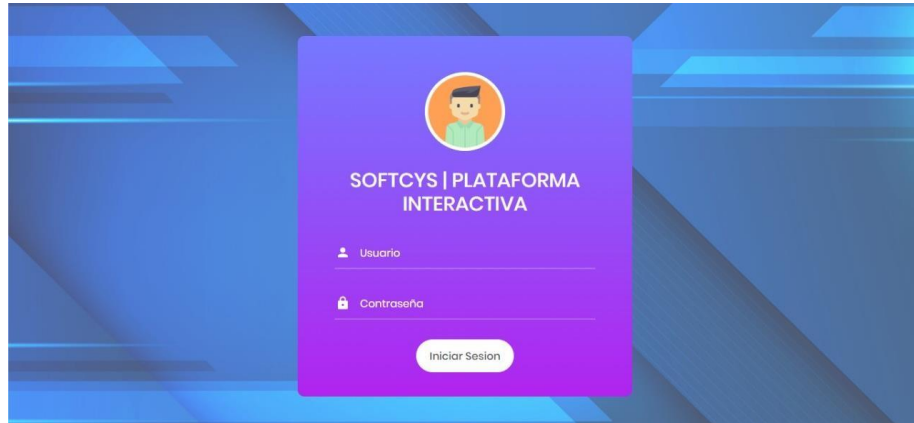 SOFTCYS | PLATAFORMA
INTERACTIVA
Usuario
Contraseña
Iniciar Sesion